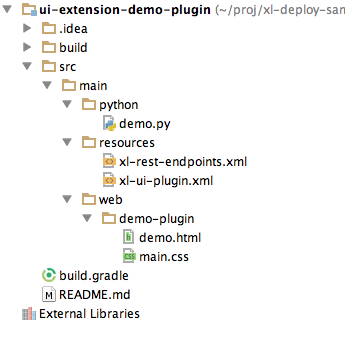 ui-extension-demo-plugin (~/proj/xl-deploy-san
.idea
build
src
main
python
demo.py
resources
xl-rest-endpoints.xml
xl-ui-plugin.xml
web
demo-plugin
demo.html
main.css
build.gradle
README.md
External Libraries